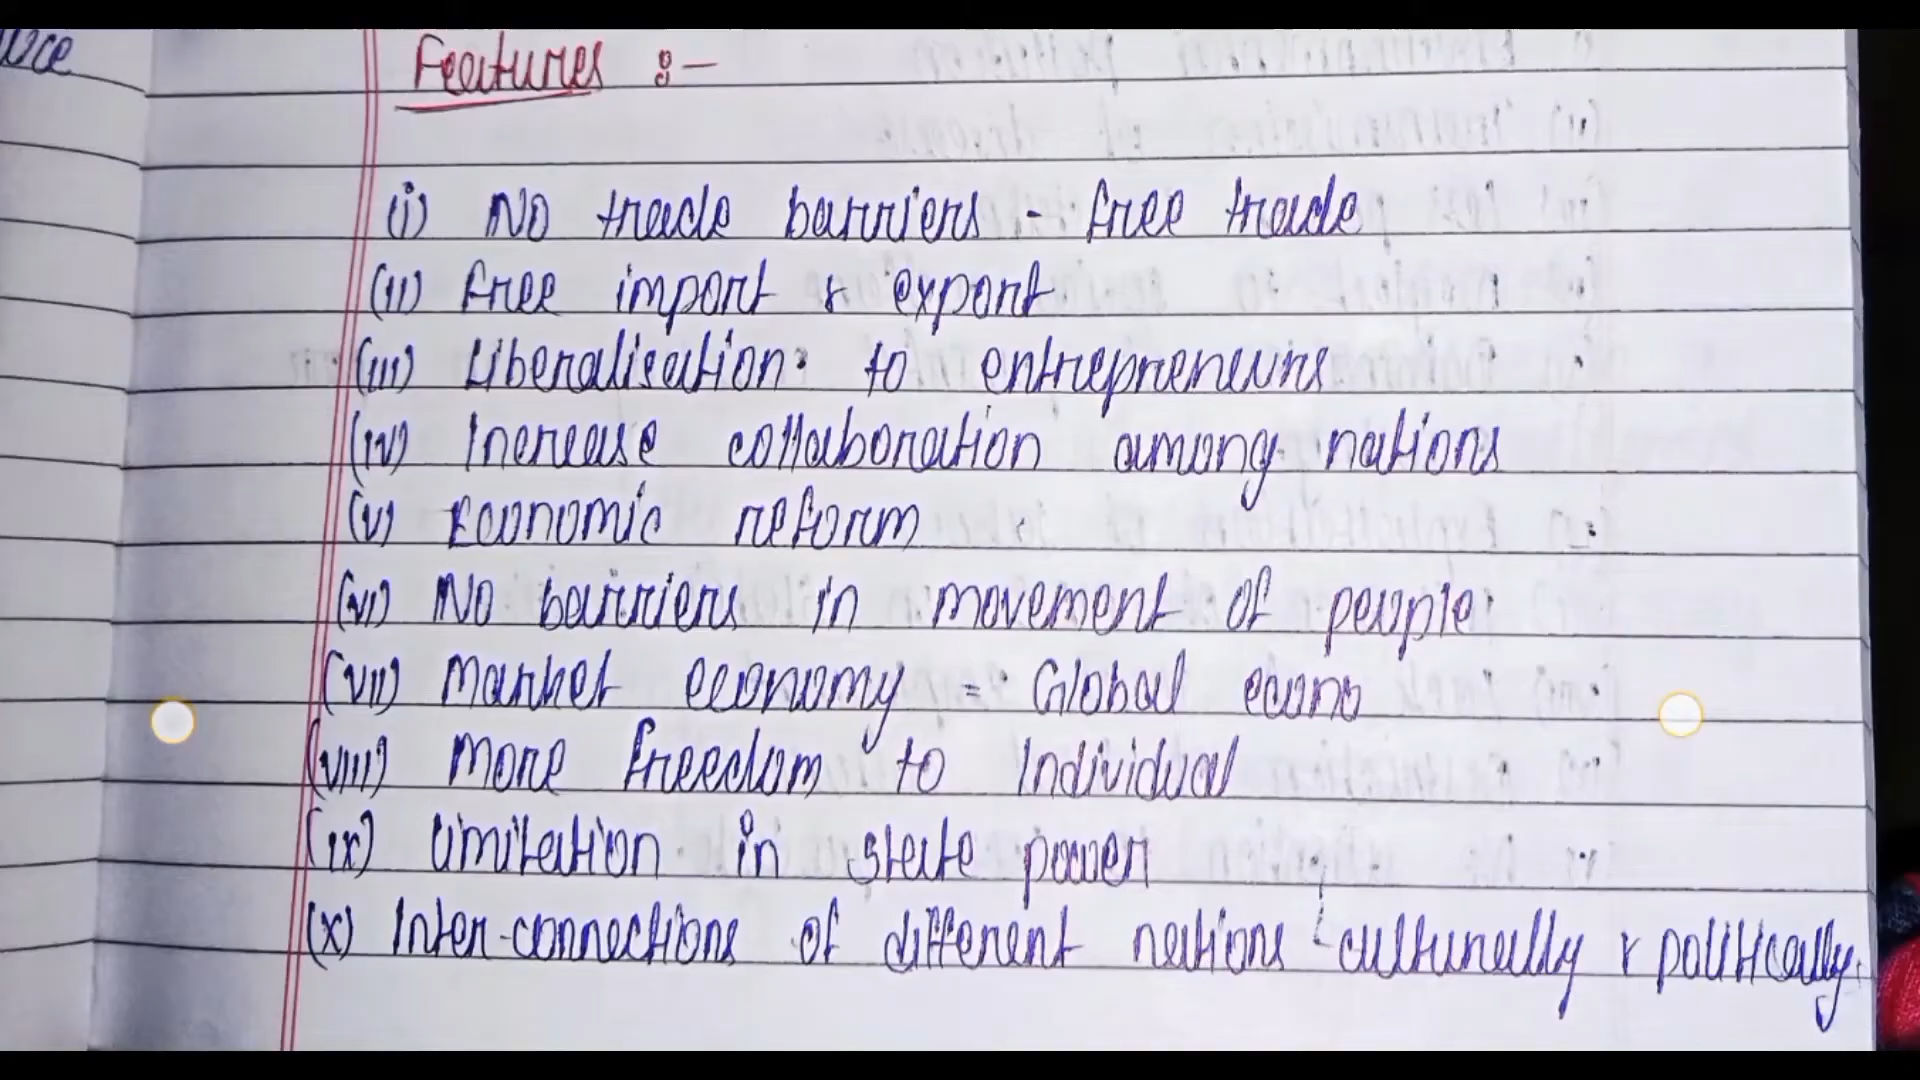 Features :-
(i) No trade barriers - free trade
(ii) free import & export
(iii) Liberalisation: to entrepreneurs
(iv) Increase collaboration among nations
(v) Economic reform
(vi) No barriers in movement of people
(vii) Market economy = Global econo
(viii) More freedom to Individual
(ix) Limitation in state power
(x) Inter-connections of different nations culturally & politically.